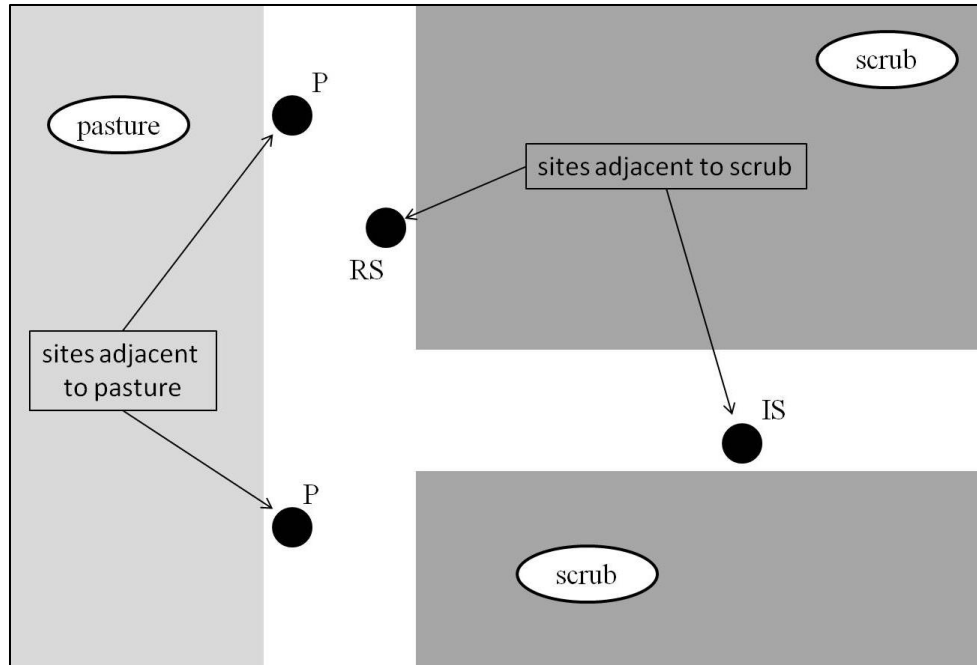 scrub
P
pasture
sites adjacent to scrub
RS
sites adjacent
to pasture
IS
P
scrub